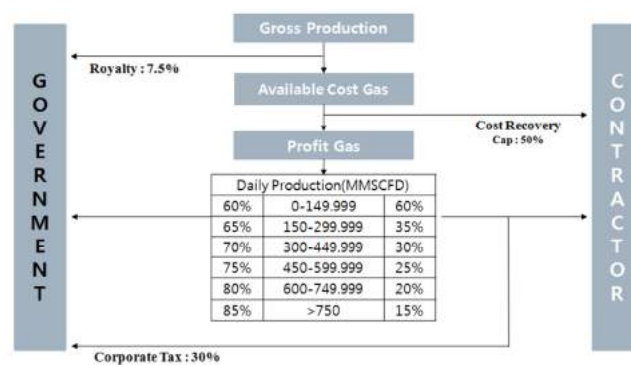 Gross Production
Royalty : 7.5%
Available Cost Gas
Cost Recovery
Cap : 50%
Profit Gas
GOVERNMENT
CONTRACTOR
Daily Production(MMSCFD)
60% 0-149.999 60%
65% 150-299.999 35%
70% 300-449.999 30%
75% 450-599.999 25%
80% 600-749.999 20%
85% >750 15%
Corporate Tax : 30%